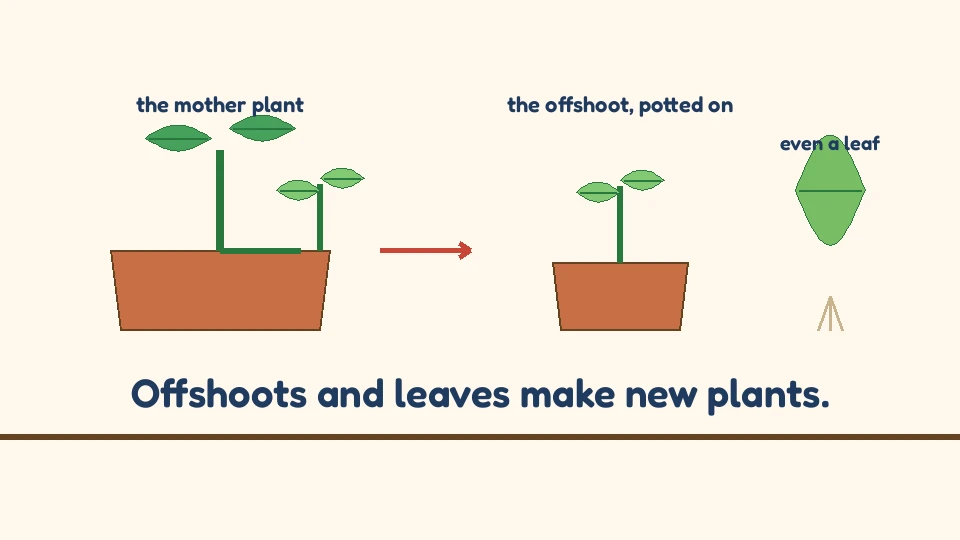 the mother plant
the offshoot, potted on
even a leaf
Offshoots and leaves make new plants.